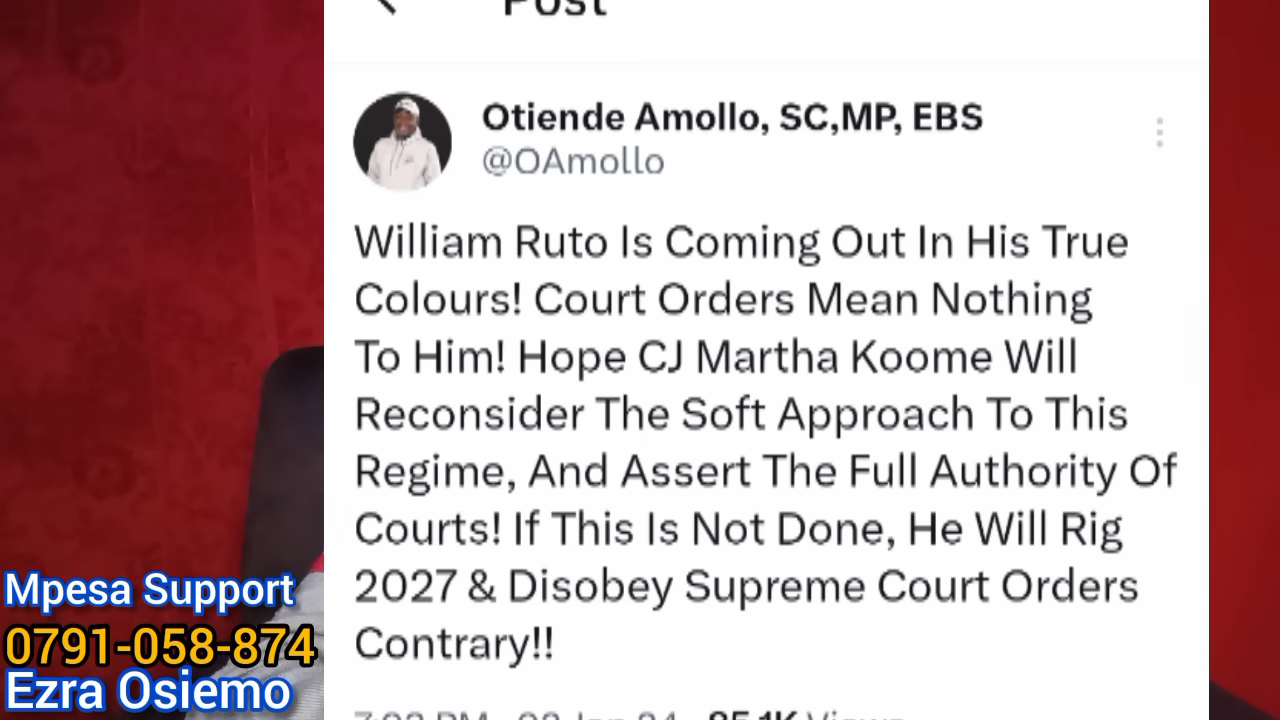 Post
Otiende Amollo, SC,MP, EBS
@OAmollo
William Ruto Is Coming Out In His True
Colours! Court Orders Mean Nothing
To Him! Hope CJ Martha Koome Will
Reconsider The Soft Approach To This
Regime, And Assert The Full Authority Of
Courts! If This Is Not Done, He Will Rig
2027 & Disobey Supreme Court Orders
Contrary!!
Mpesa Support
0791-058-874
Ezra Osiemo